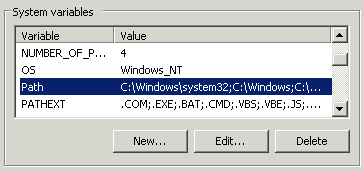 System variables
Variable Value
NUMBER_OF_P... 4
OS Windows_NT
Path C:\Windows\system32;C:\Windows;C:\...
PATHEXT .COM;.EXE;.BAT;.CMD;.VBS;.VBE;.JS;....
New... Edit... Delete